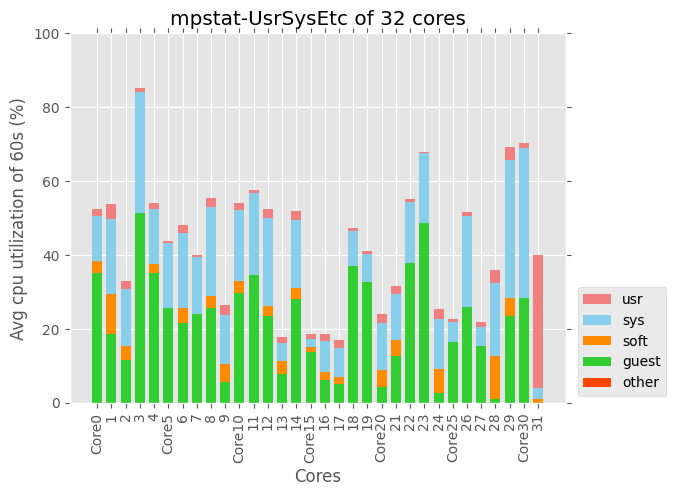 mpstat-UsrSysEtc of 32 cores
Avg cpu utilization of 60s (%)
100
80
60
40
20
0
Core0
1
2
3
4
Core5
6
7
8
9
Core10
11
12
13
14
Core15
16
17
18
19
Core20
21
22
23
24
Core25
26
27
28
29
Core30
31
Cores
usr
sys
soft
guest
other